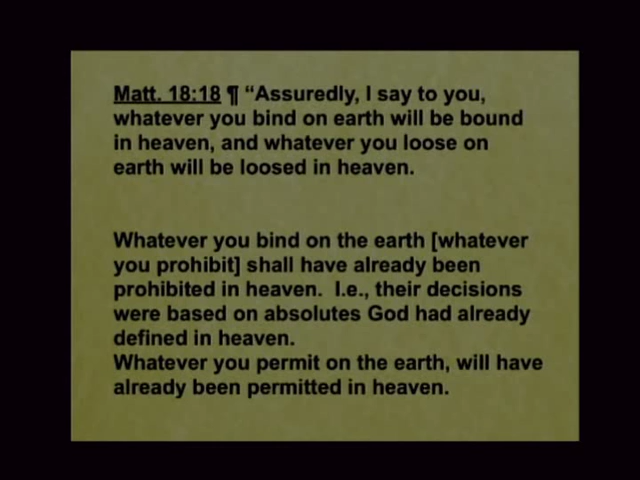 Matt. 18:18 ¶ “Assuredly, I say to you,
whatever you bind on earth will be bound
in heaven, and whatever you loose on
earth will be loosed in heaven.
Whatever you bind on the earth [whatever
you prohibit] shall have already been
prohibited in heaven.  I.e., their decisions
were based on absolutes God had already
defined in heaven.
Whatever you permit on the earth, will have
already been permitted in heaven.